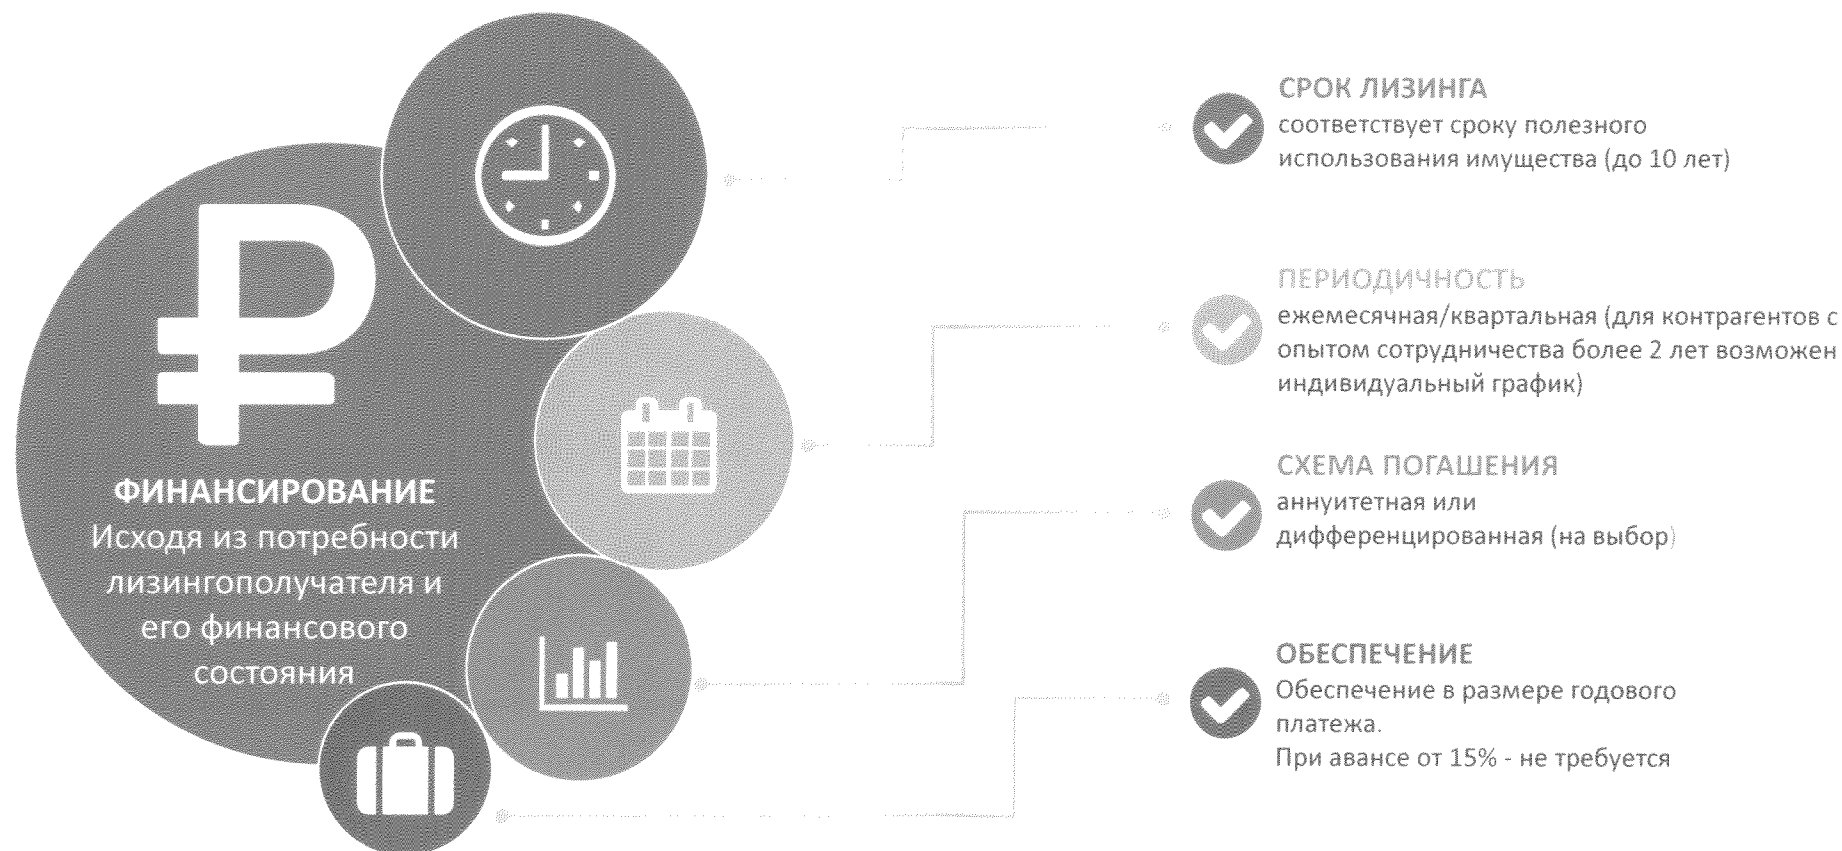 ₽
ФИНАНСИРОВАНИЕ
Исходя из потребности
лизингополучателя и
его финансового
состояния
СРОК ЛИЗИНГА
соответствует сроку полезного
использования имущества (до 10 лет)
ПЕРИОДИЧНОСТЬ
ежемесячная/квартальная (для контрагентов с
опытом сотрудничества более 2 лет возможен
индивидуальный график)
СХЕМА ПОГАШЕНИЯ
аннуитетная или
дифференцированная (на выбор)
ОБЕСПЕЧЕНИЕ
Обеспечение в размере годового
платежа.
При авансе от 15% - не требуется